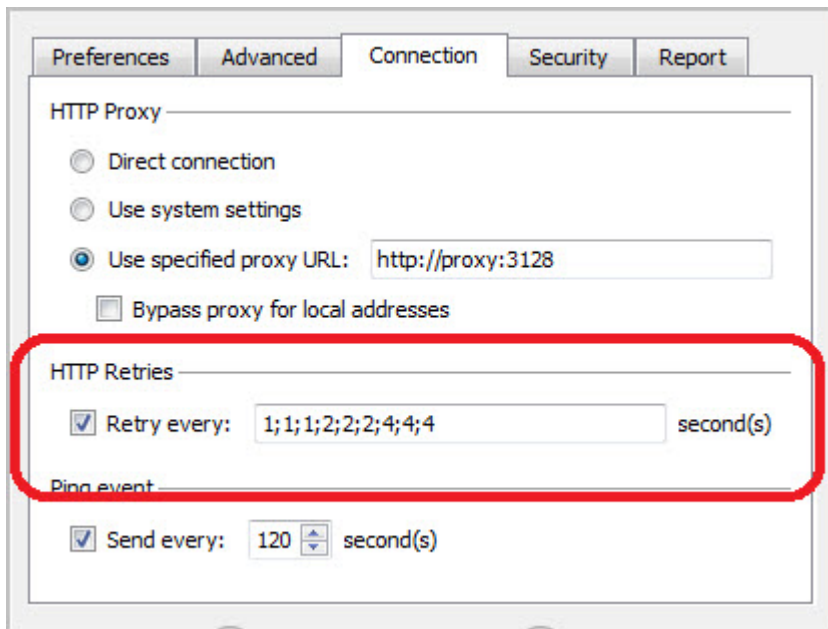 Preferences Advanced Connection Security Report
HTTP Proxy
Direct connection
Use system settings
Use specified proxy URL: http://proxy:3128
Bypass proxy for local addresses
HTTP Retries
Retry every: 1;1;1;2;2;2;4;4;4 second(s)
Ping event
Send every: 120 second(s)